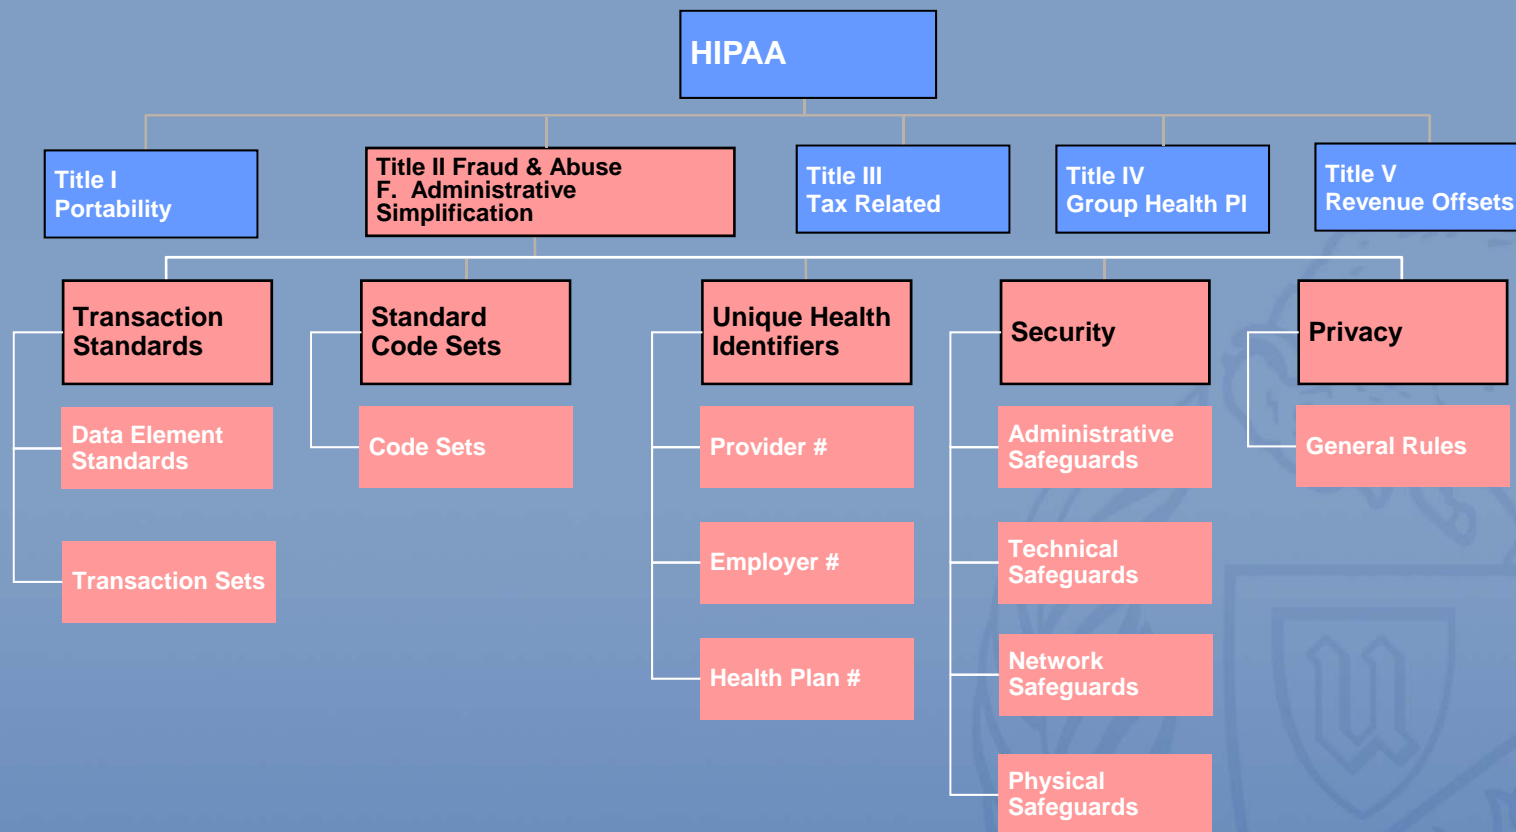 HIPAA
Title I
Portability
Title II Fraud & Abuse
F. Administrative
Simplification
Title III
Tax Related
Title IV
Group Health Pl
Title V
Revenue Offsets
Transaction
Standards
Standard
Code Sets
Unique Health
Identifiers
Security
Privacy
Data Element
Standards
Transaction Sets
Code Sets
Provider #
Employer #
Health Plan #
Administrative
Safeguards
Technical
Safeguards
Network
Safeguards
Physical
Safeguards
General Rules
u